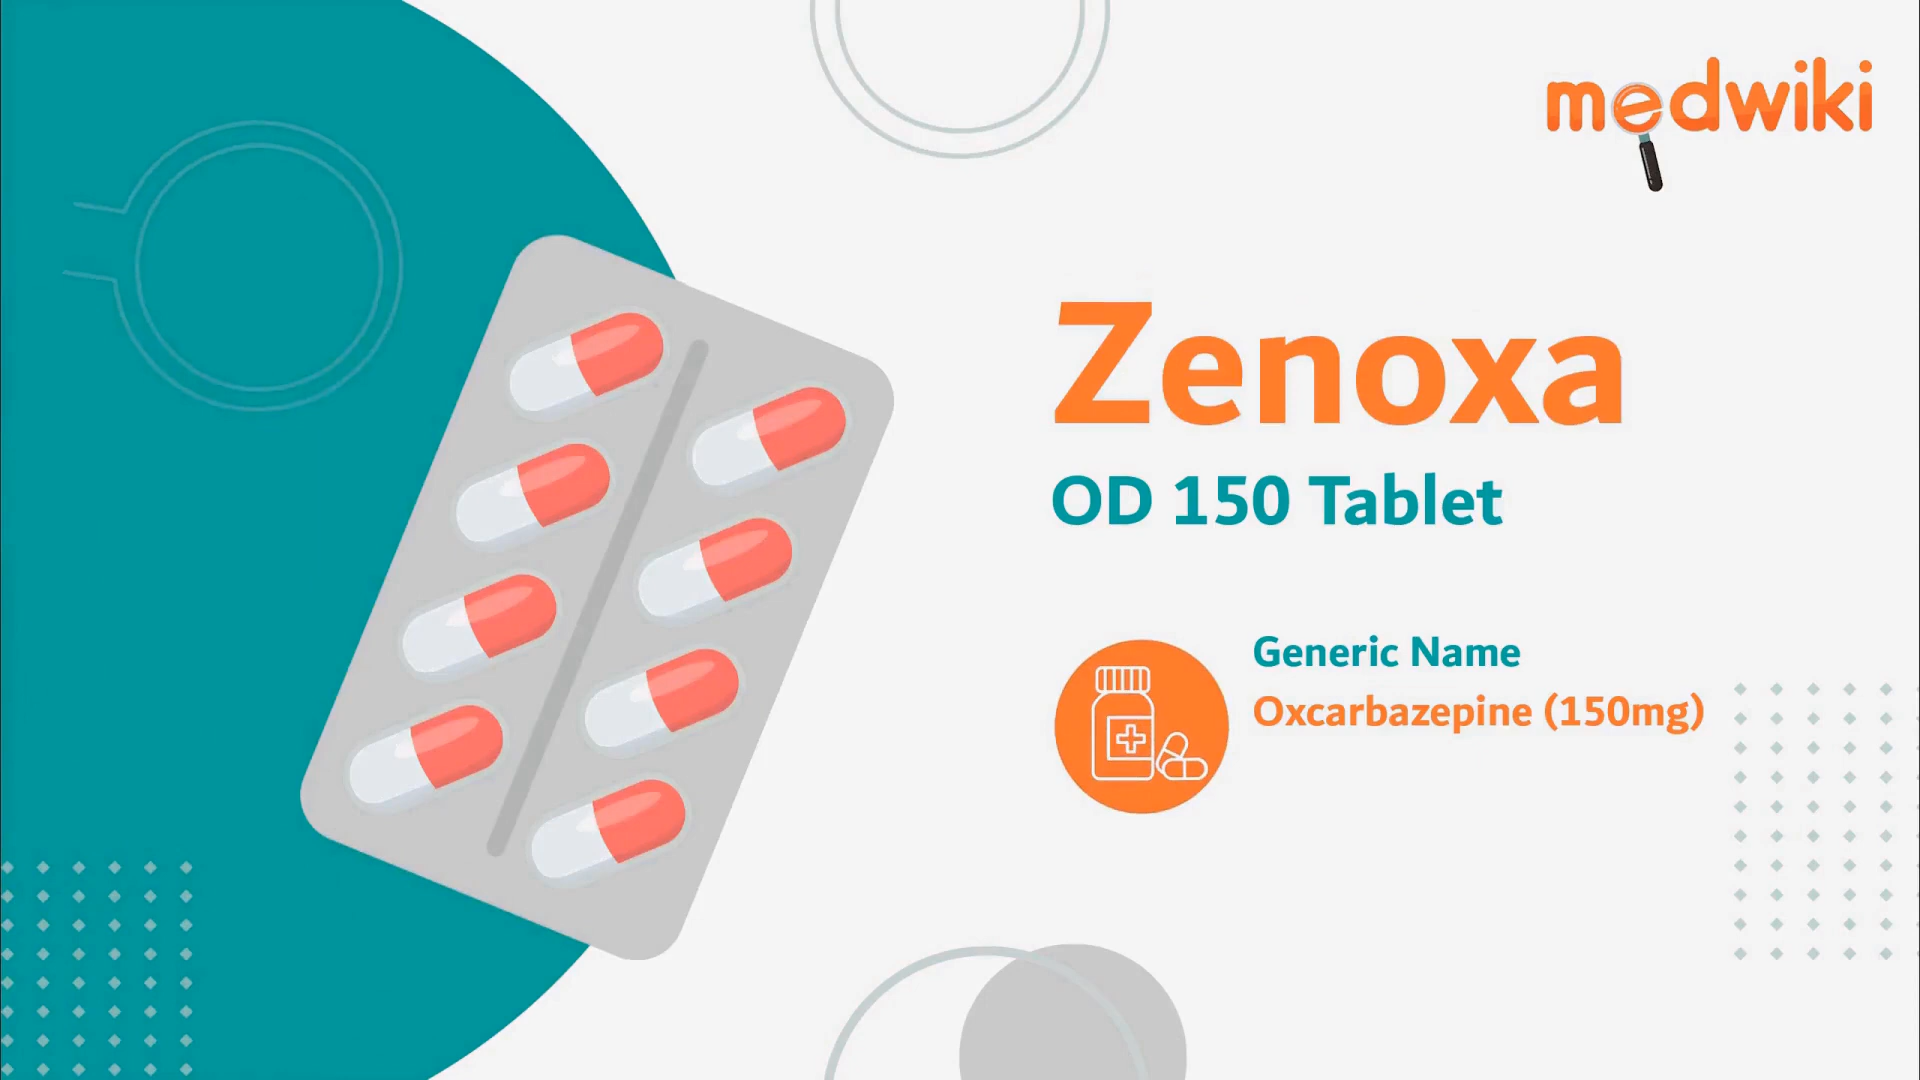 medwiki
Zenoxa
OD 150 Tablet
Generic Name
Oxcarbazepine (150mg)